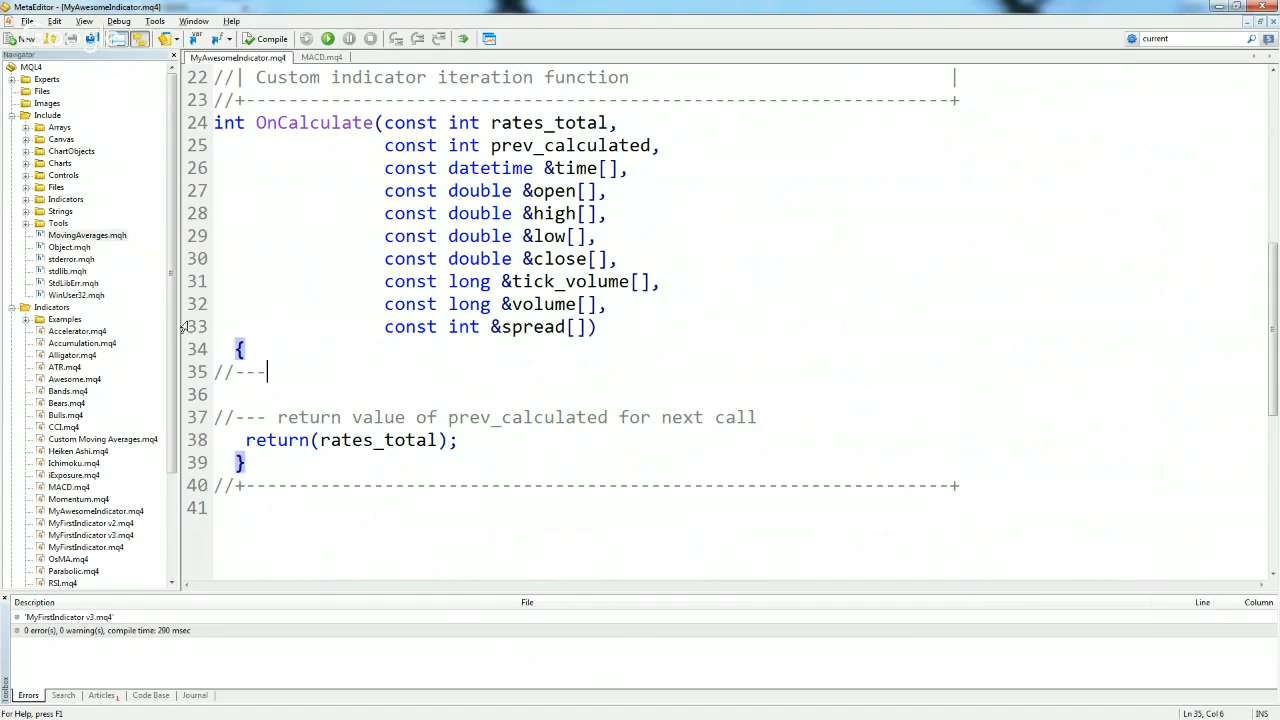 MetaEditor - [MyAwesomeIndicator.mq4]
File Edit View Debug Tools Window Help
New Compile current
Navigator
MyAwesomeIndicator.mq4 MACD.mq4
MQL4
Experts
Files
Images
Include
Arrays
Canvas
ChartObjects
Charts
Controls
Files
Indicators
Strings
Tools
MovingAverages.mqh
Object.mqh
stderror.mqh
stdlib.mqh
StdLibErr.mqh
WinUser32.mqh
Indicators
Examples
Accelerator.mq4
Accumulation.mq4
Alligator.mq4
ATR.mq4
Awesome.mq4
Bands.mq4
Bears.mq4
Bulls.mq4
CCI.mq4
Custom Moving Averages.mq4
Heiken Ashi.mq4
Ichimoku.mq4
iExposure.mq4
MACD.mq4
Momentum.mq4
MyAwesomeIndicator.mq4
MyFirstIndicator v2.mq4
MyFirstIndicator v3.mq4
MyFirstIndicator.mq4
OsMA.mq4
Parabolic.mq4
RSI.mq4
22 //| Custom indicator iteration function |
23 //+------------------------------------------------------------------+
24 int OnCalculate(const int rates_total,
25 const int prev_calculated,
26 const datetime &time[],
27 const double &open[],
28 const double &high[],
29 const double &low[],
30 const double &close[],
31 const long &tick_volume[],
32 const long &volume[],
33 const int &spread[])
34 {
35 //---
36
37 //--- return value of prev_calculated for next call
38 return(rates_total);
39 }
40 //+------------------------------------------------------------------+
41
Description File Line Column
'MyFirstIndicator v3.mq4'
0 error(s), 0 warning(s), compile time: 290 msec
Toolbox
Errors Search Articles 1 Code Base Journal
For Help, press F1 Ln 35, Col 6 INS